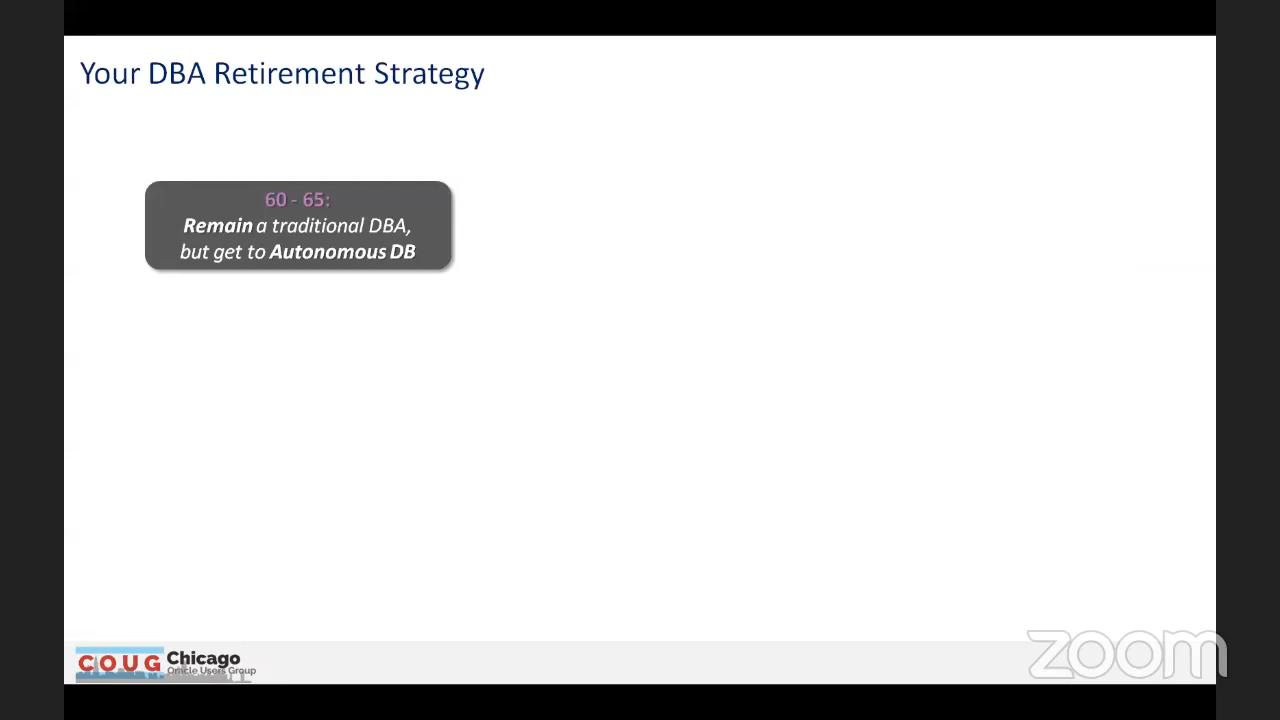 Your DBA Retirement Strategy
60 - 65:
Remain a traditional DBA,
but get to Autonomous DB
COUG Chicago
Oracle Users Group
zoom